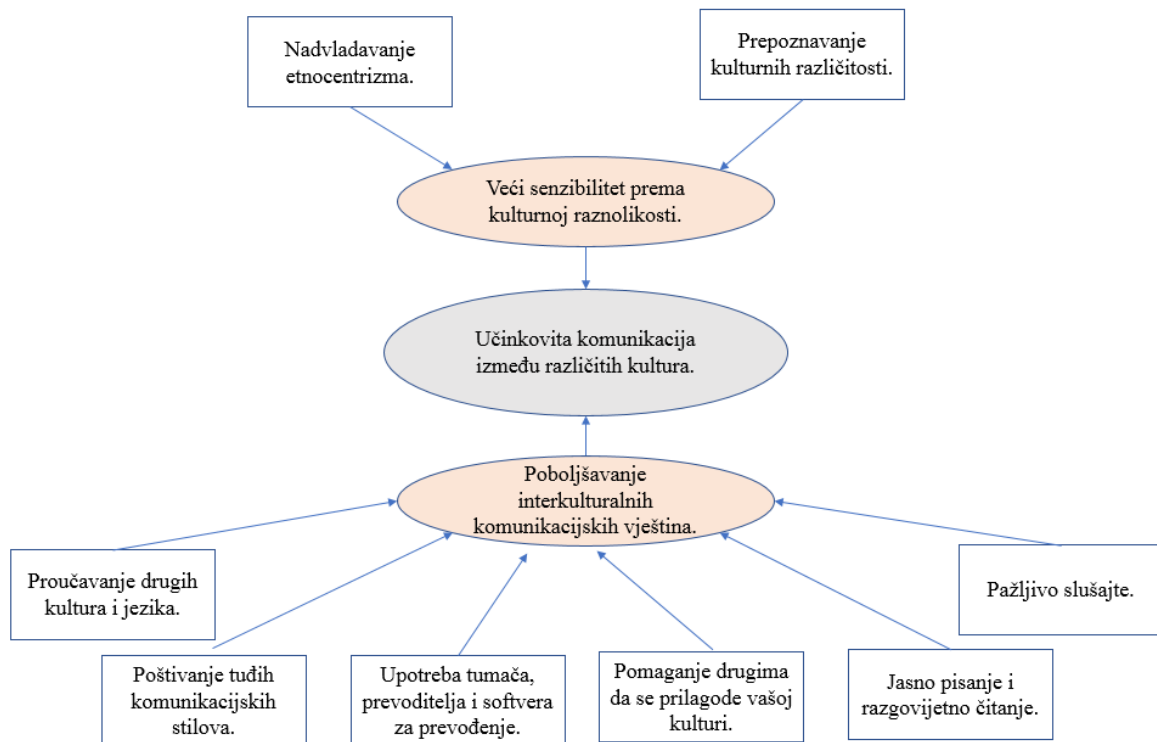 Nadvladavanje
etnocentrizma.
Prepoznavanje
kulturnih različitosti.
Veći senzibilitet prema
kulturnoj raznolikosti.
Učinkovita komunikacija
između različitih kultura.
Poboljšavanje
interkulturalnih
komunikacijskih vještina.
Proučavanje drugih
kultura i jezika.
Pažljivo slušajte.
Poštivanje tuđih
komunikacijskih
stilova.
Upotreba tumača,
prevoditelja i softvera
za prevođenje.
Pomaganje drugima
da se prilagode vašoj
kulturi.
Jasno pisanje i
razgovijetno čitanje.